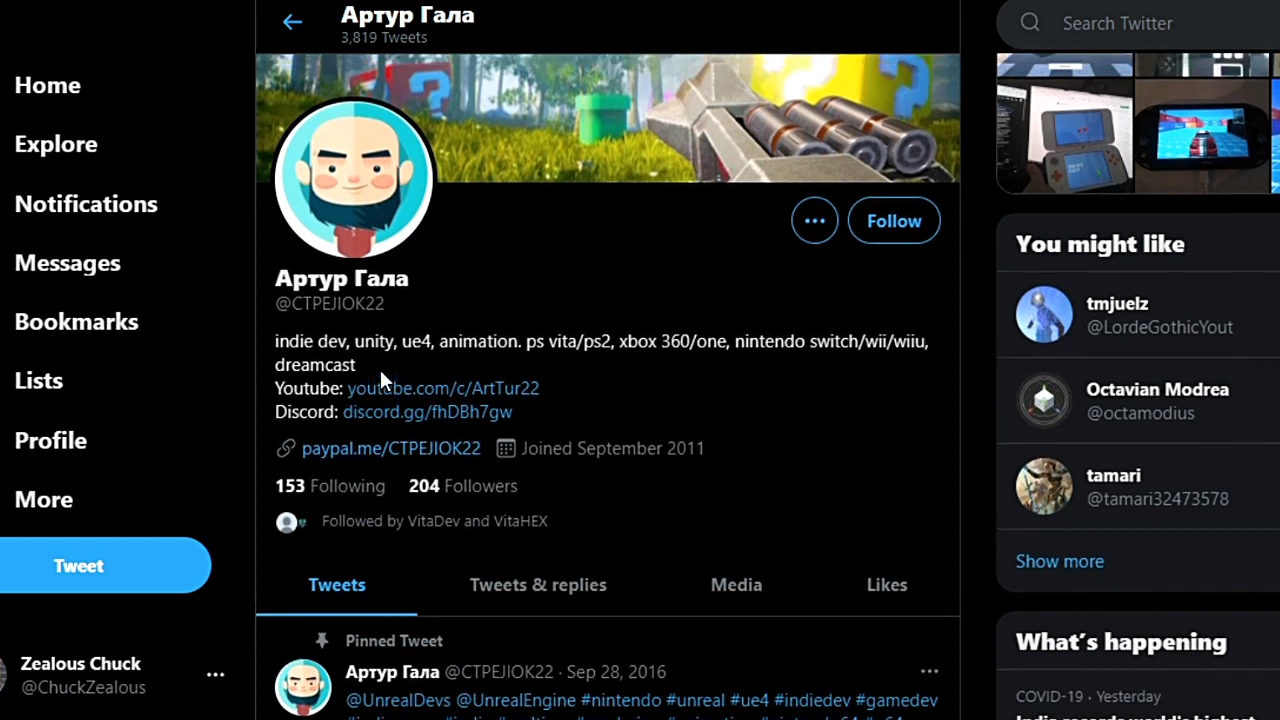 Артур Гала
3,819 Tweets
Search Twitter
Home
Explore
Notifications
Messages
Bookmarks
Lists
Profile
More
Tweet
Zealous Chuck
@ChuckZealous
Follow
Артур Гала
@CTPEJIOK22
indie dev, unity, ue4, animation. ps vita/ps2, xbox 360/one, nintendo switch/wii/wiiu,
dreamcast
Youtube: youtube.com/c/ArtTur22
Discord: discord.gg/fhDBh7gw
paypal.me/CTPEJIOK22 Joined September 2011
153 Following 204 Followers
Followed by VitaDev and VitaHEX
Tweets Tweets & replies Media Likes
Pinned Tweet
Артур Гала @CTPEJIOK22 · Sep 28, 2016
@UnrealDevs @UnrealEngine #nintendo #unreal #ue4 #indiedev #gamedev
You might like
tmjuelz
@LordeGothicYout
Octavian Modrea
@octamodius
tamari
@tamari32473578
Show more
What's happening
COVID-19 · Yesterday